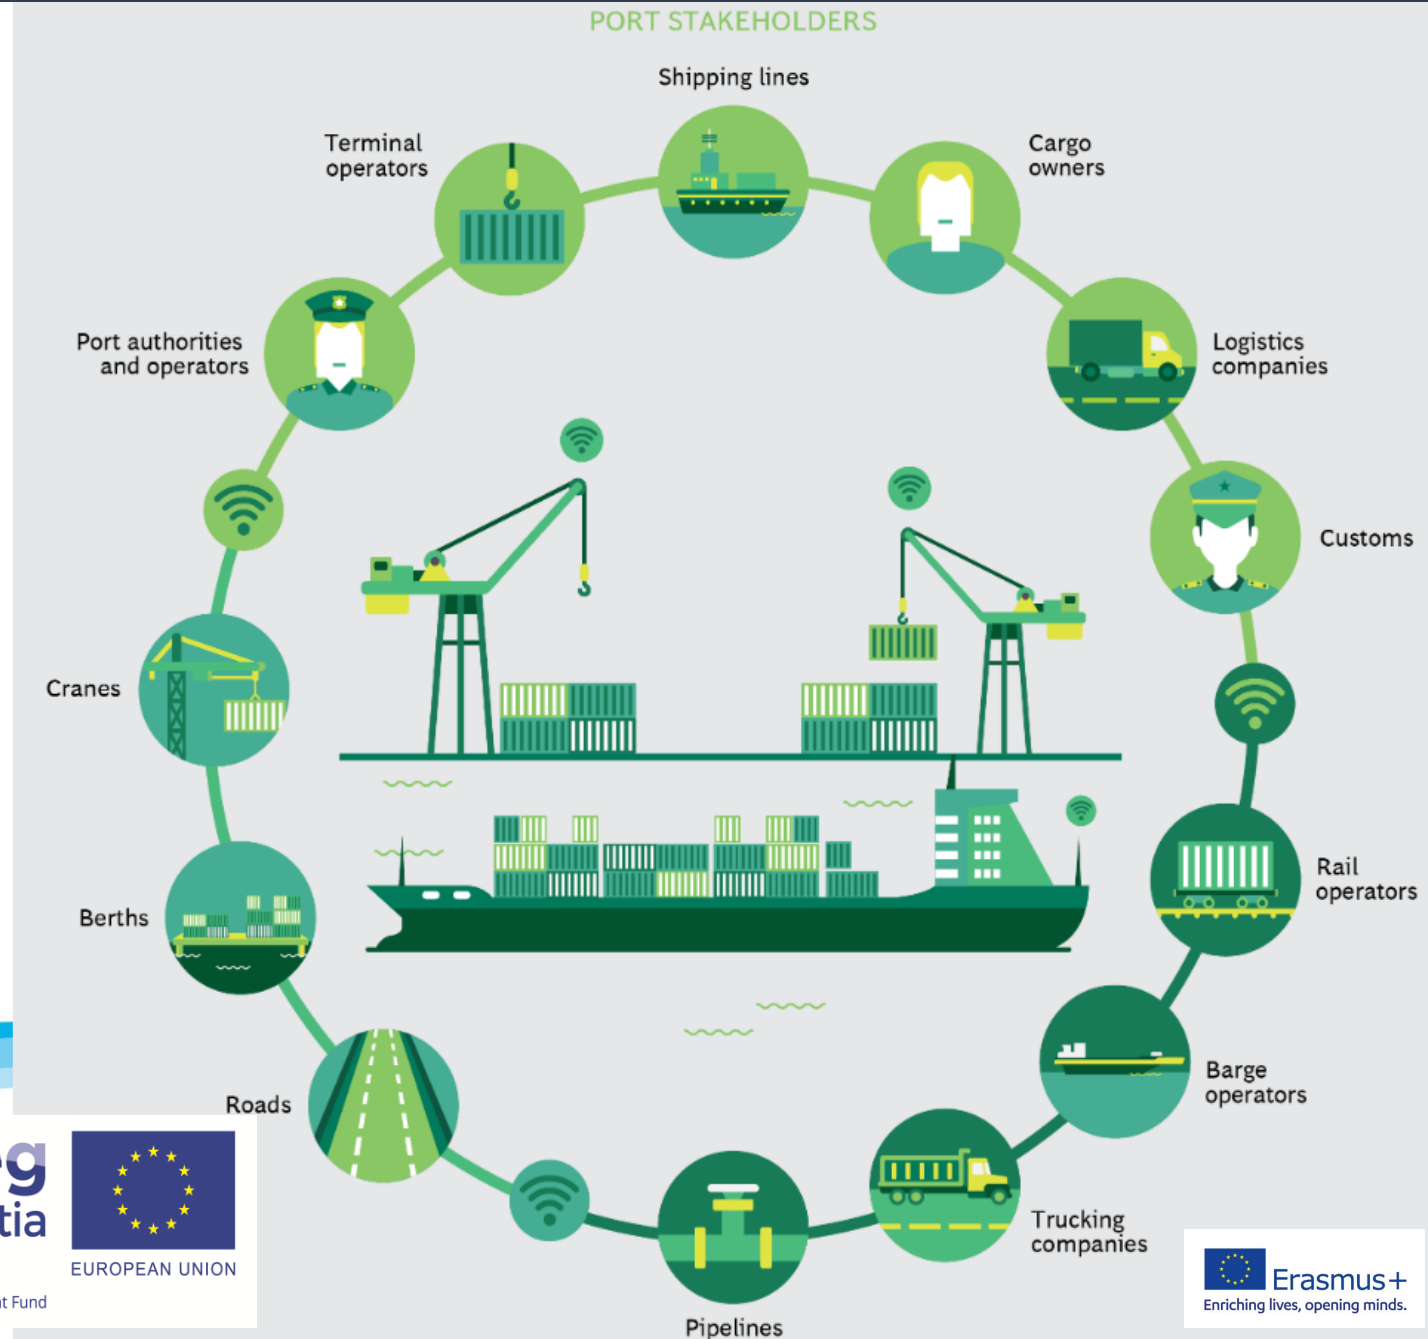 PORT STAKEHOLDERS
Shipping lines
Terminal
operators
Cargo
owners
Port authorities
and operators
Logistics
companies
Customs
Cranes
Rail
operators
Berths
Barge
operators
Roads
Trucking
companies
Pipelines
EUROPEAN UNION
Fund
Erasmus+
Enriching lives, opening minds.